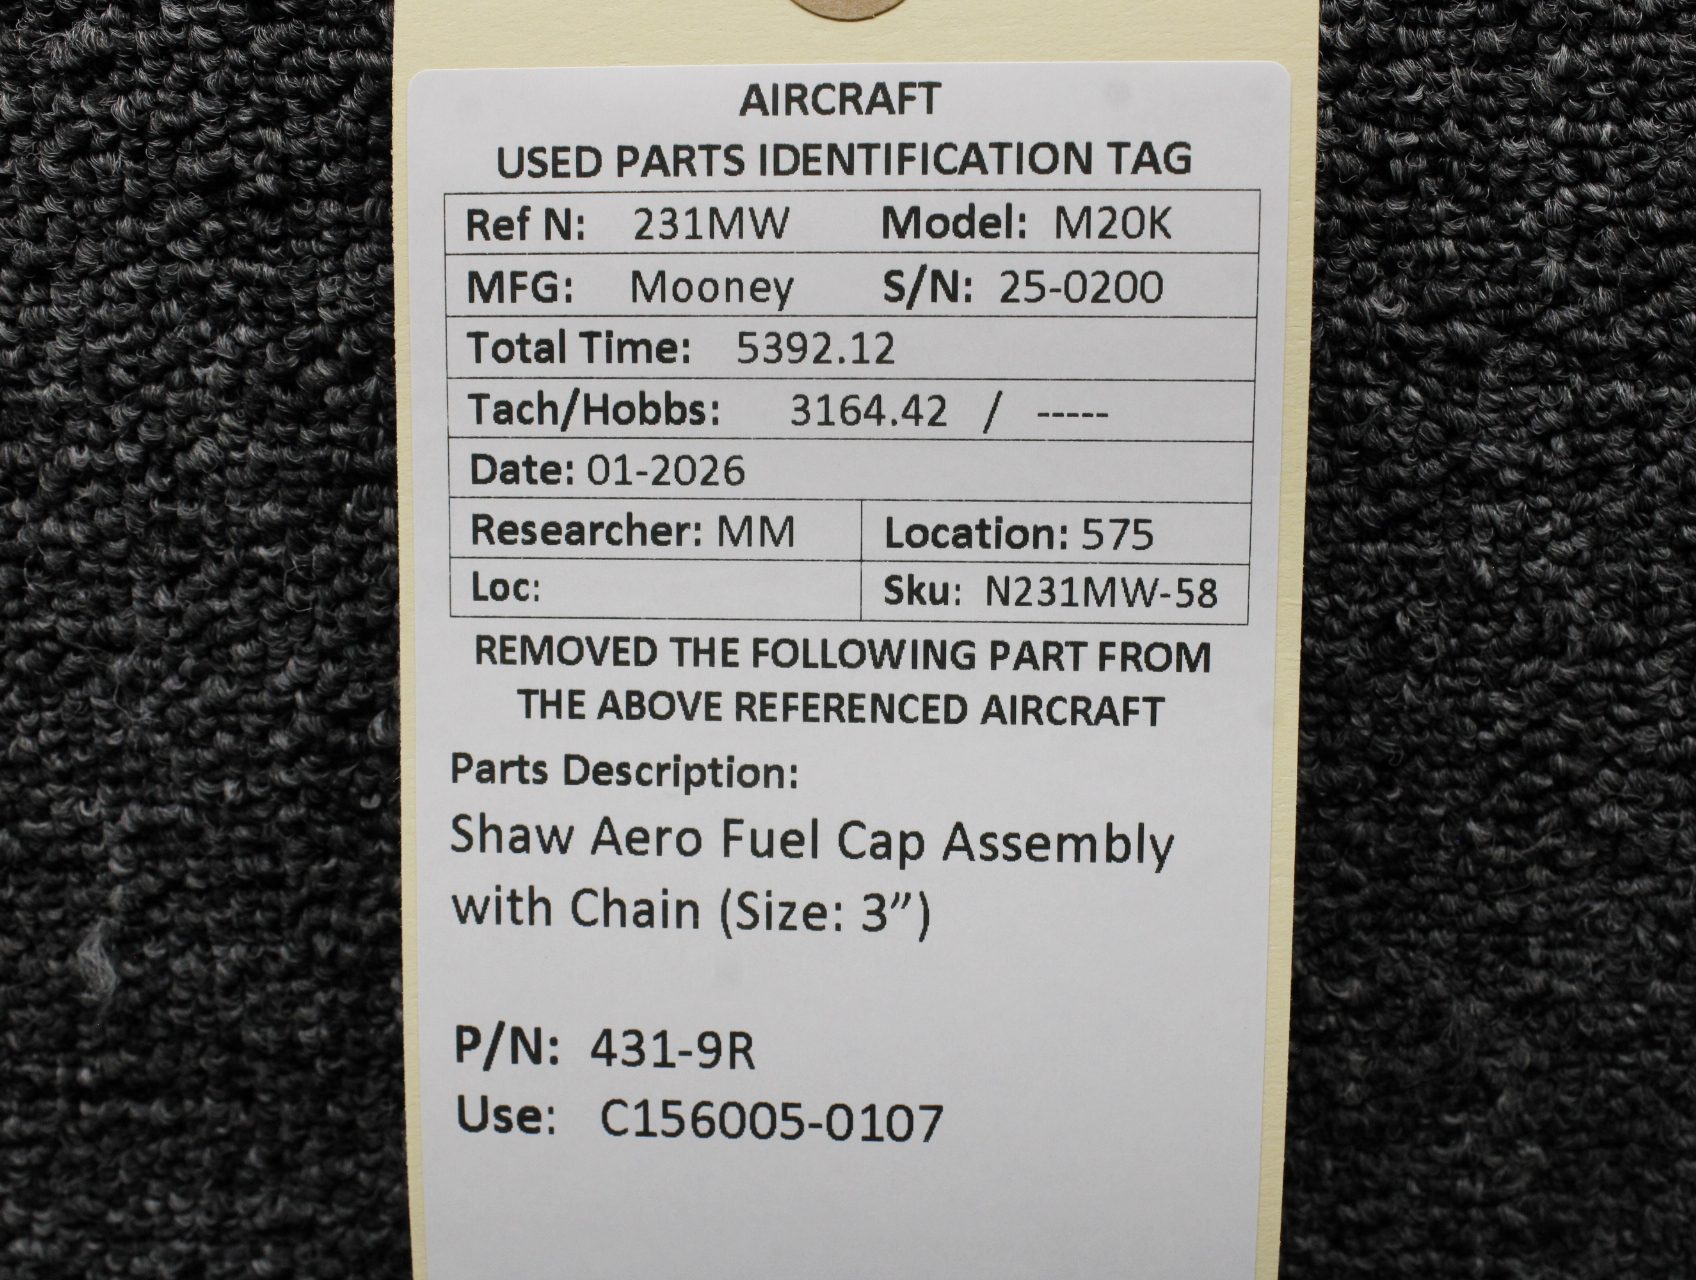 AIRCRAFT
USED PARTS IDENTIFICATION TAG
Ref N: 231MW Model: M20K
MFG: Mooney S/N: 25-0200
Total Time: 5392.12
Tach/Hobbs: 3164.42 / -----
Date: 01-2026
Researcher: MM Location: 575
Loc: Sku: N231MW-58
REMOVED THE FOLLOWING PART FROM
THE ABOVE REFERENCED AIRCRAFT
Parts Description:
Shaw Aero Fuel Cap Assembly
with Chain (Size: 3”)
P/N: 431-9R
Use: C156005-0107